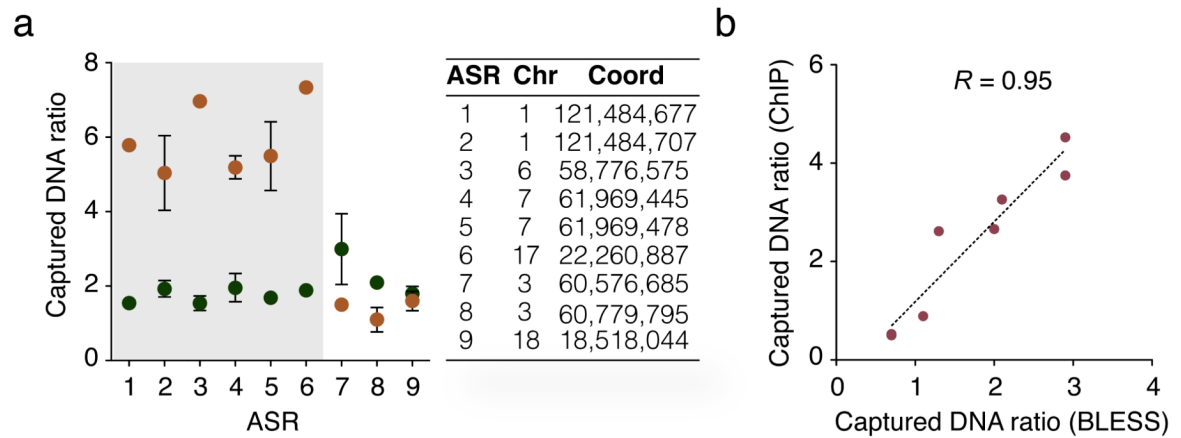 a
8
6
4
2
0
Captured DNA ratio
1 2 3 4 5 6 7 8 9
ASR
ASR Chr Coord
1 1 121,484,677
2 1 121,484,707
3 6 58,776,575
4 7 61,969,445
5 7 61,969,478
6 17 22,260,887
7 3 60,576,685
8 3 60,779,795
9 18 18,518,044
b
R = 0.95
6
4
2
0
Captured DNA ratio (ChIP)
0 1 2 3 4
Captured DNA ratio (BLESS)